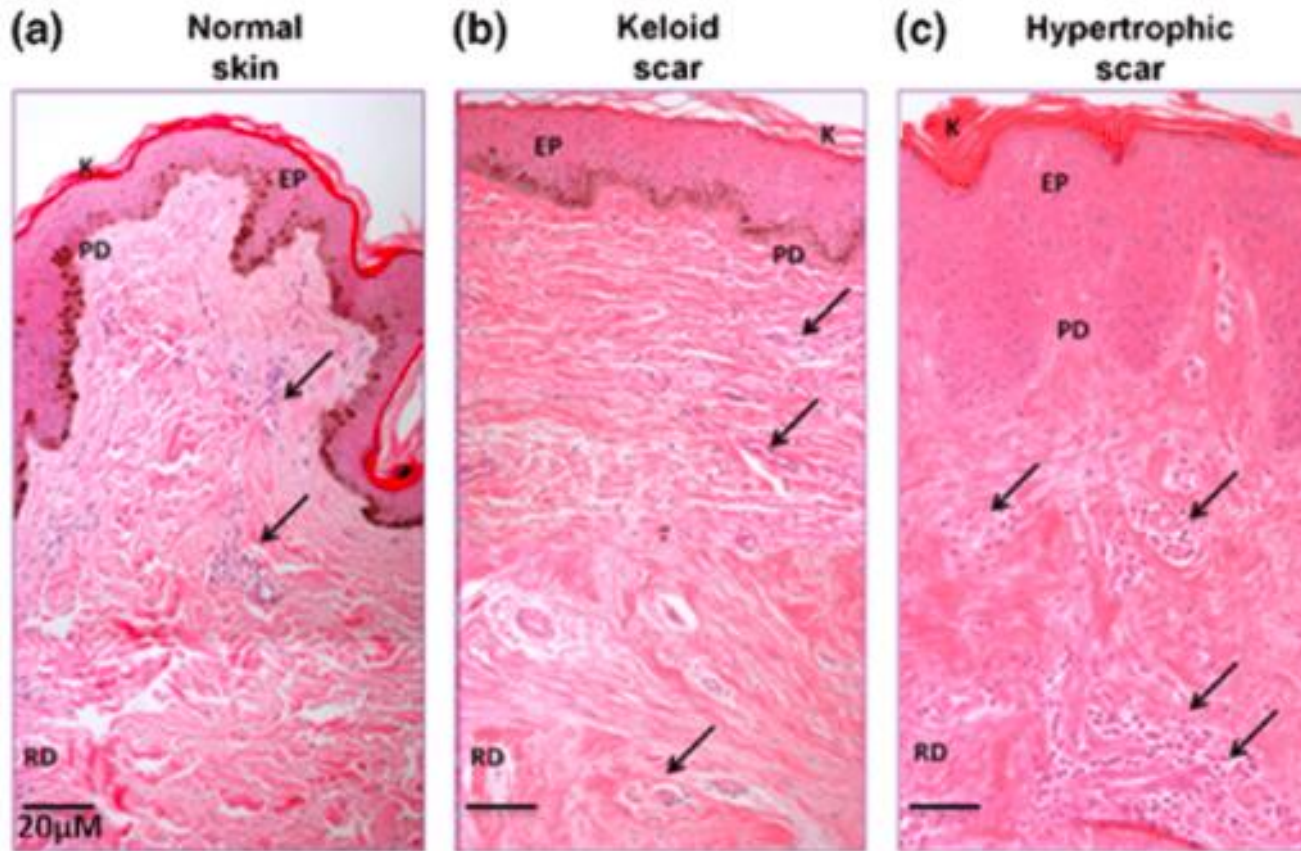 (a) Normal
skin
(b) Keloid
scar
(c) Hypertrophic
scar
K
EP
PD
RD
20µM
EP
K
PD
RD
K
EP
PD
RD